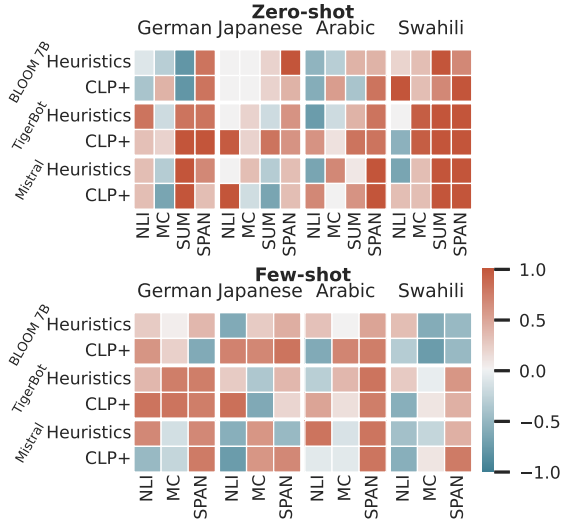 Zero-shot
German Japanese Arabic Swahili
BLOOM 7B
Heuristics
CLP+
TigerBot
Heuristics
CLP+
Mistral
Heuristics
CLP+
NLI MC SUM SPAN NLI MC SUM SPAN NLI MC SUM SPAN NLI MC SUM SPAN
Few-shot
German Japanese Arabic Swahili
BLOOM 7B
Heuristics
CLP+
TigerBot
Heuristics
CLP+
Mistral
Heuristics
CLP+
NLI MC SPAN NLI MC SPAN NLI MC SPAN NLI MC SPAN
1.0
0.5
0.0
−0.5
−1.0